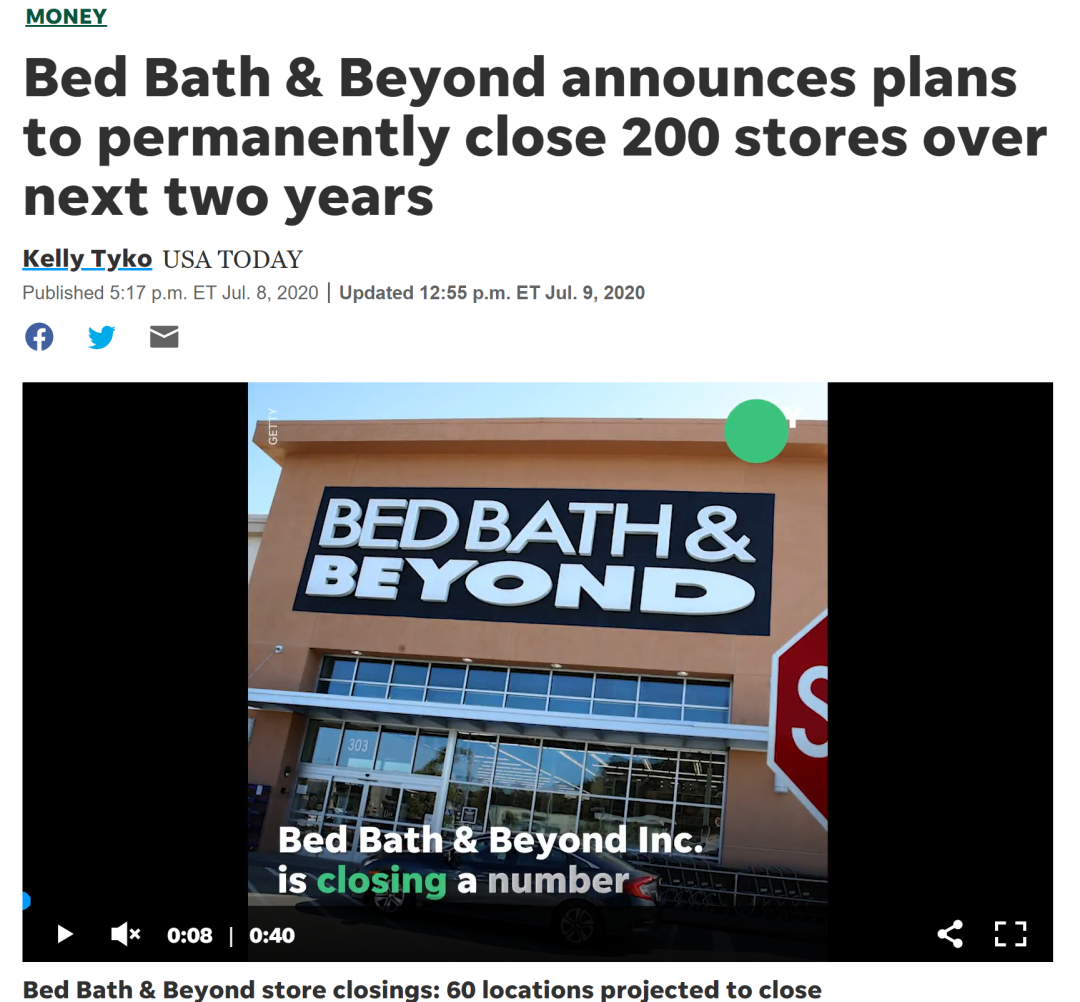 MONEY
Bed Bath & Beyond announces plans
to permanently close 200 stores over
next two years
Kelly Tyko USA TODAY
Published 5:17 p.m. ET Jul. 8, 2020 | Updated 12:55 p.m. ET Jul. 9, 2020
GETTY
BED BATH &
BEYOND
303
Bed Bath & Beyond Inc.
is closing a number
0:08 | 0:40
Bed Bath & Beyond store closings: 60 locations projected to close